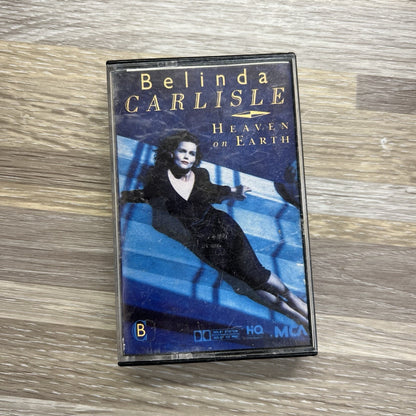 Belinda
CARLISLE
HEAVEN
on EARTH
B
HQ
MCA